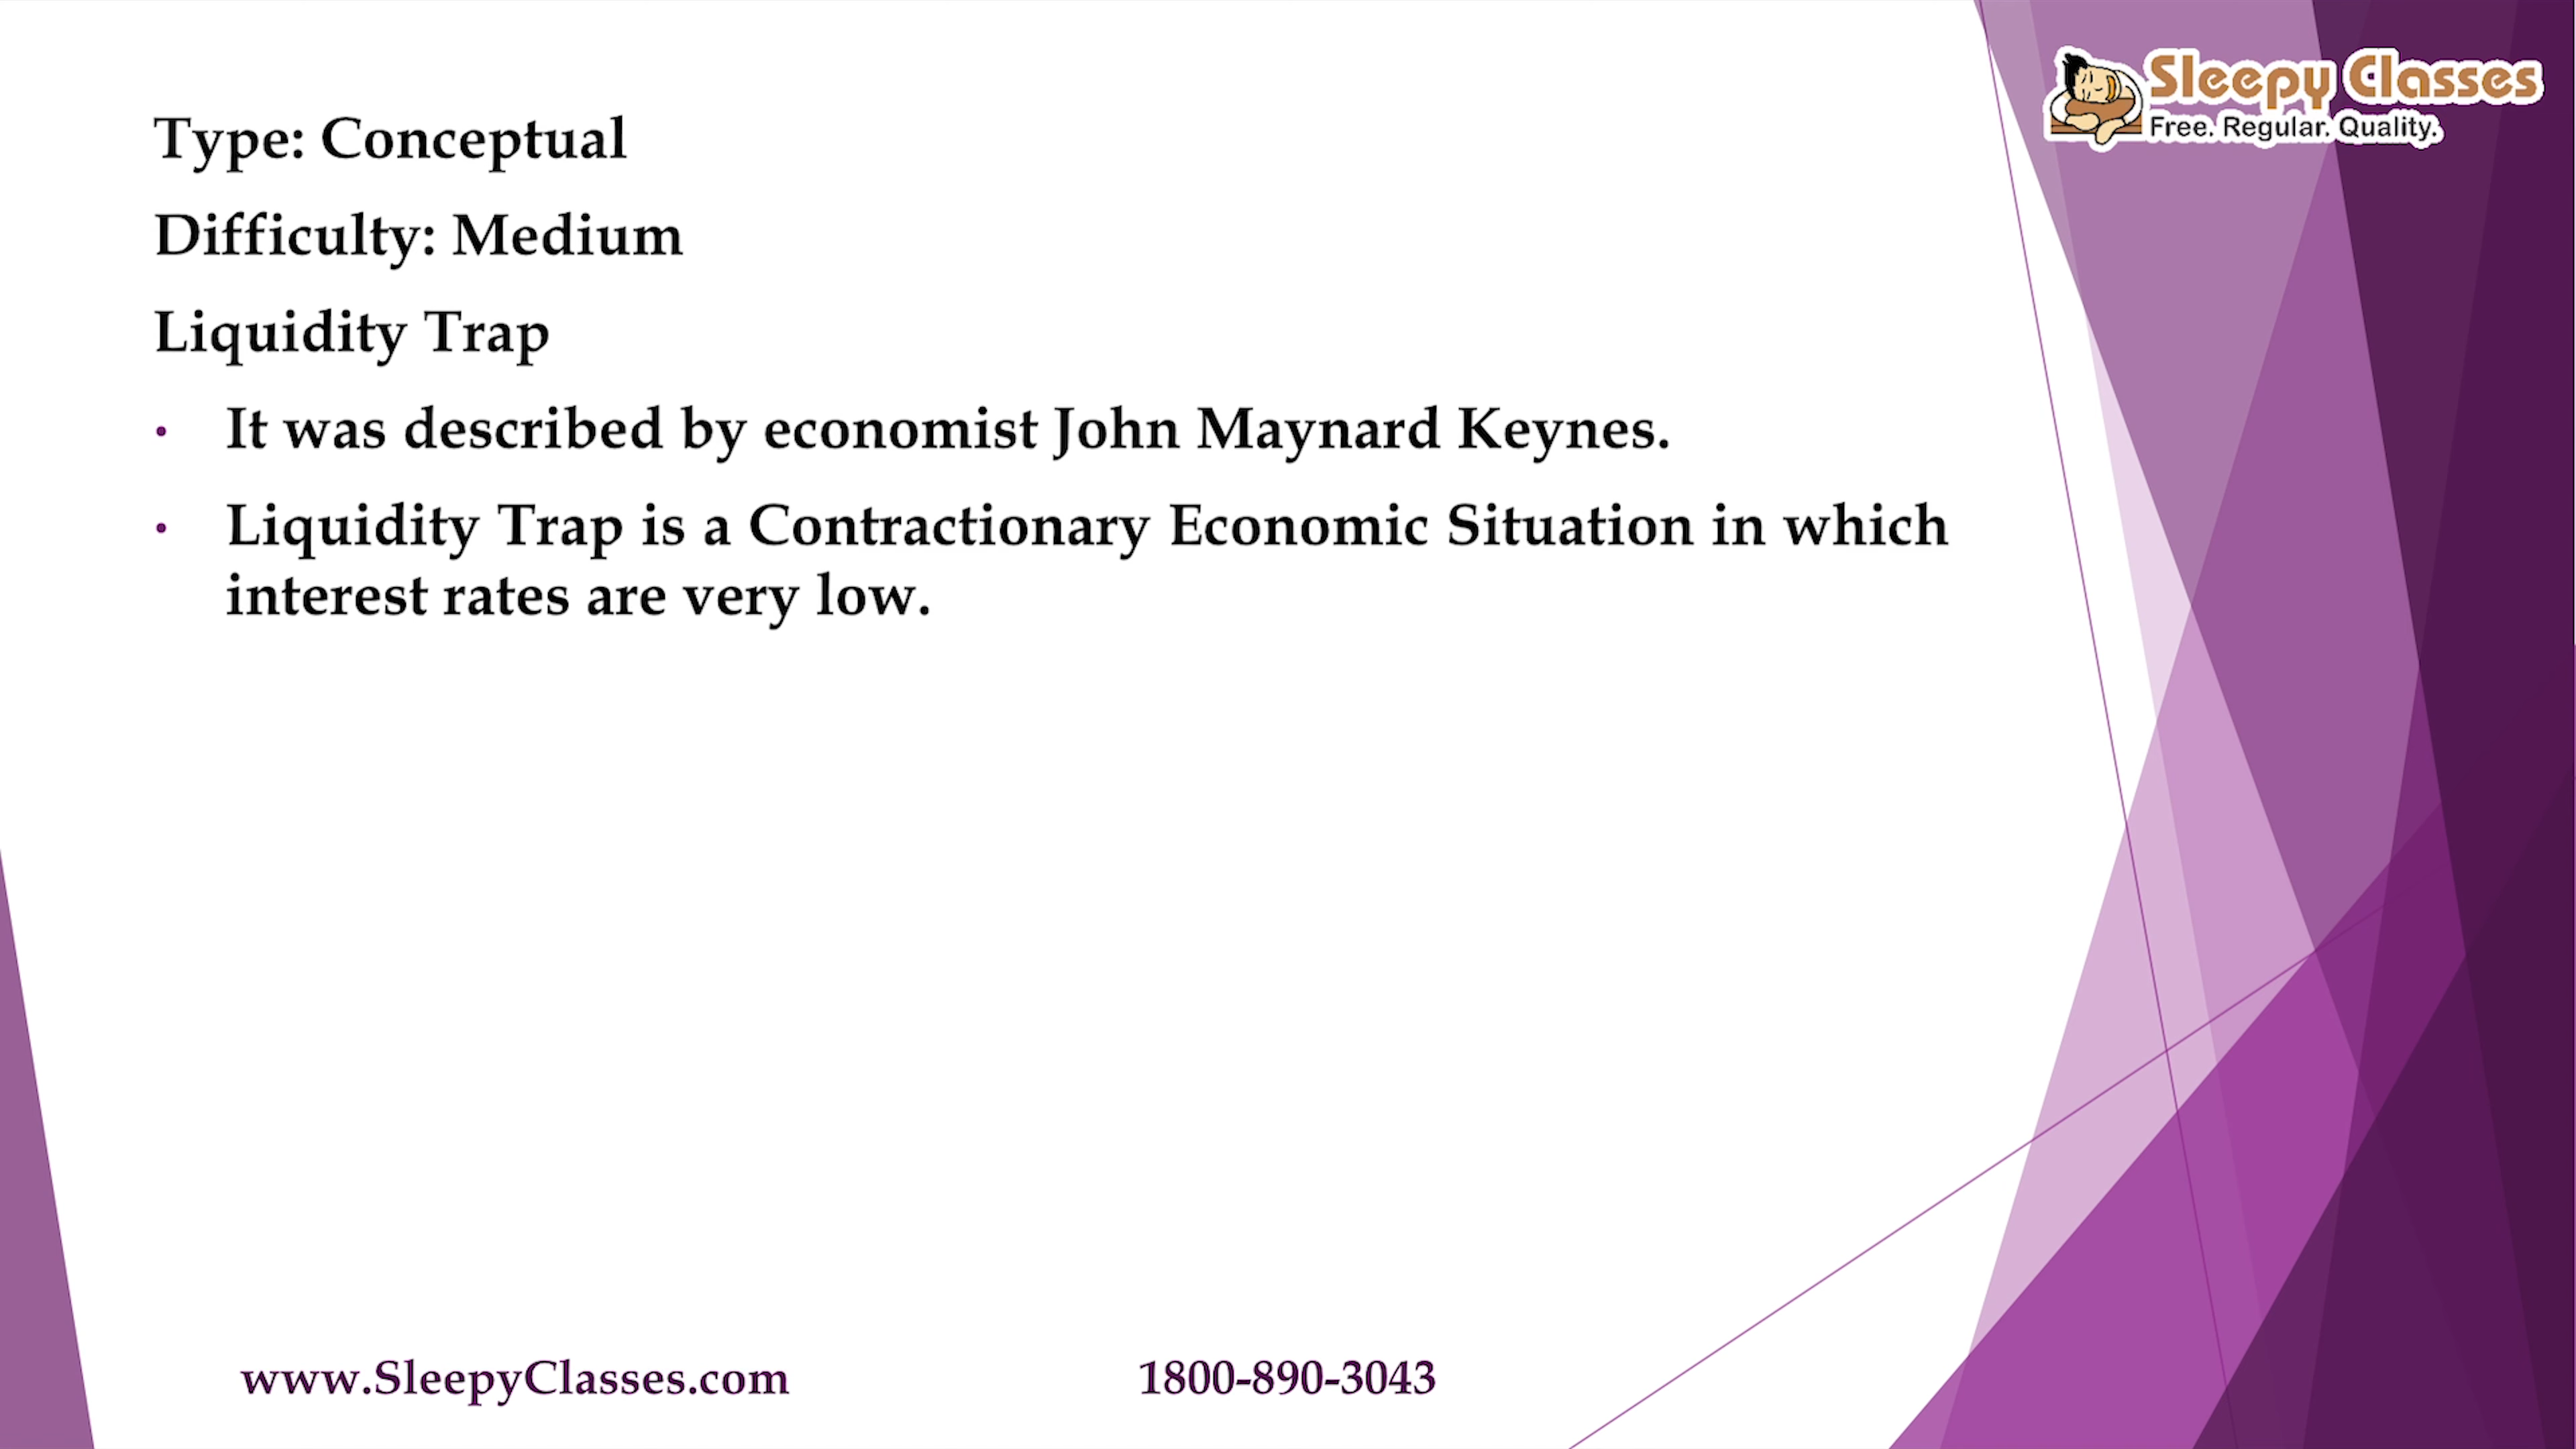 Sleepy Classes
Free. Regular. Quality.
Type: Conceptual
Difficulty: Medium
Liquidity Trap
• It was described by economist John Maynard Keynes.
• Liquidity Trap is a Contractionary Economic Situation in which
interest rates are very low.
www.SleepyClasses.com 1800-890-3043